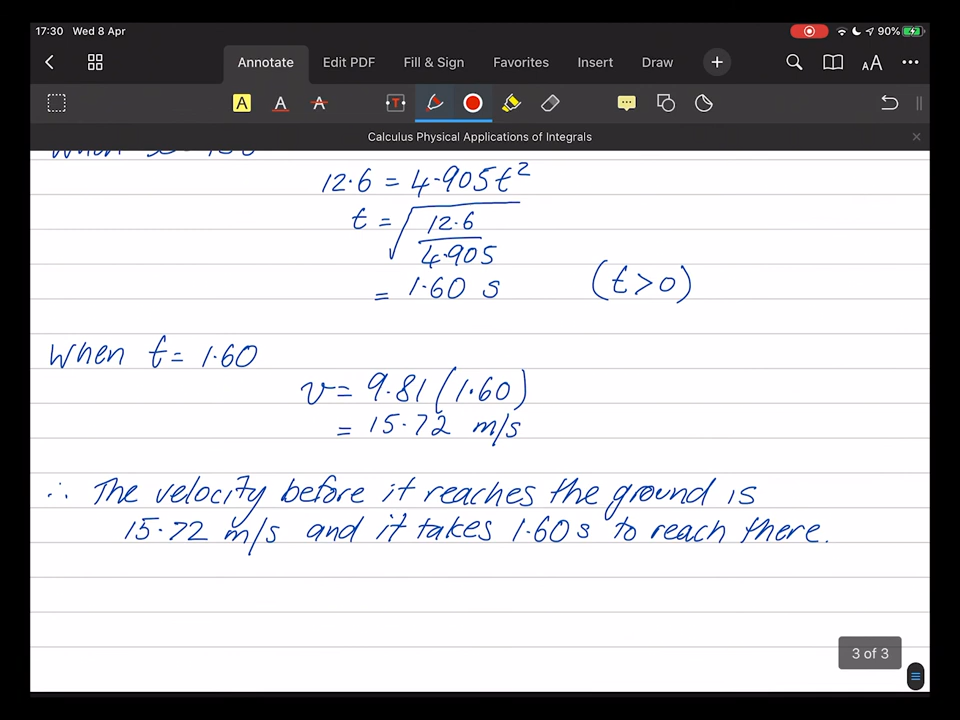 17:30 Wed 8 Apr
90%
Annotate Edit PDF Fill & Sign Favorites Insert Draw
Calculus Physical Applications of Integrals
When
12.6 = 4.905t²
t = √(12.6/4.905)
= 1.60 s (t>0)
When t = 1.60
v = 9.81(1.60)
= 15.72 m/s
∴ The velocity before it reaches the ground is
15.72 m/s and it takes 1.60s to reach there.
3 of 3